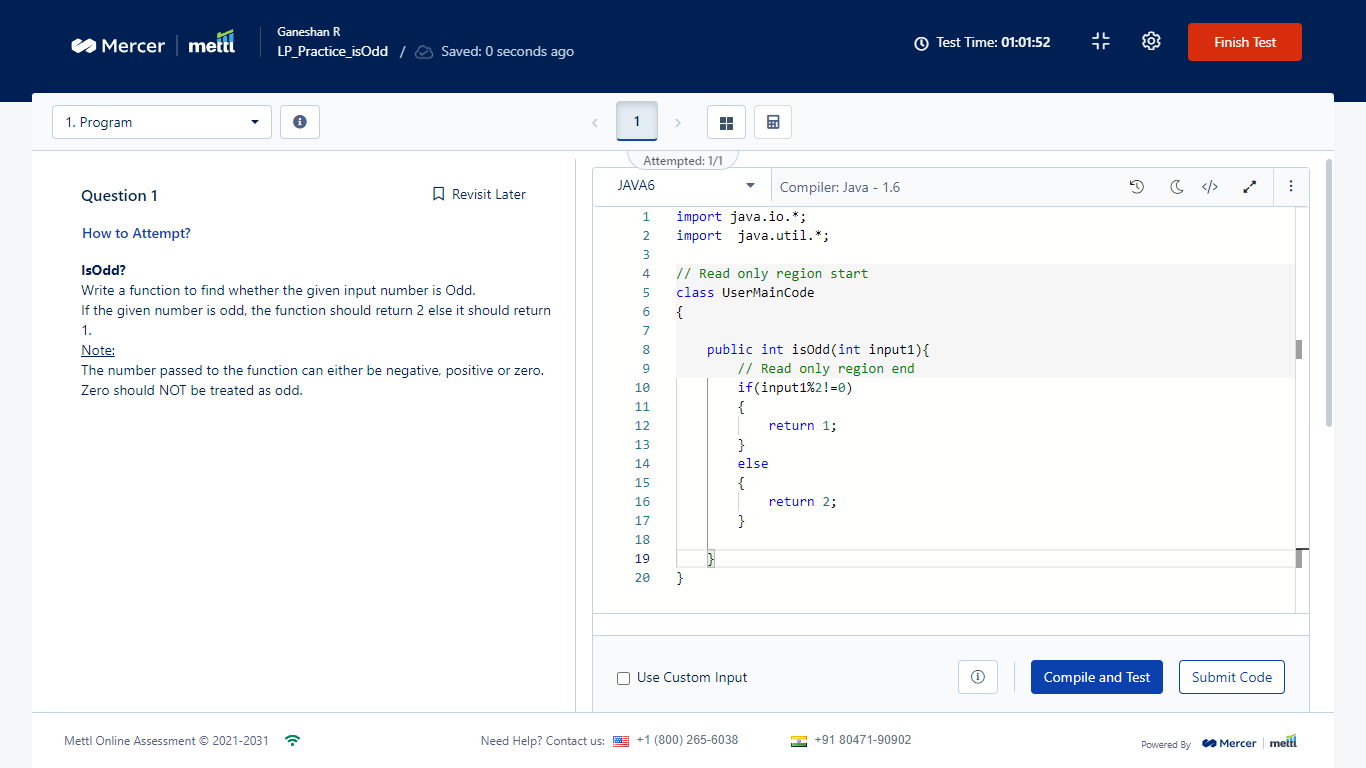 Mercer | mettl
Ganeshan R
LP_Practice_isOdd / Saved: 0 seconds ago
Test Time: 01:01:52
Finish Test
1. Program
1
Attempted: 1/1
Question 1
Revisit Later
How to Attempt?
IsOdd?
Write a function to find whether the given input number is Odd.
If the given number is odd, the function should return 2 else it should return
1.
Note:
The number passed to the function can either be negative, positive or zero.
Zero should NOT be treated as odd.
JAVA6
Compiler: Java - 1.6
1 import java.io.*;
2 import  java.util.*;
3
4 // Read only region start
5 class UserMainCode
6 {
7
8     public int isOdd(int input1){
9         // Read only region end
10         if(input1%2!=0)
11         {
12             return 1;
13         }
14         else
15         {
16             return 2;
17         }
18
19     }
20 }
Use Custom Input
Compile and Test
Submit Code
Mettl Online Assessment © 2021-2031
Need Help? Contact us: +1 (800) 265-6038
+91 80471-90902
Powered By Mercer | mettl